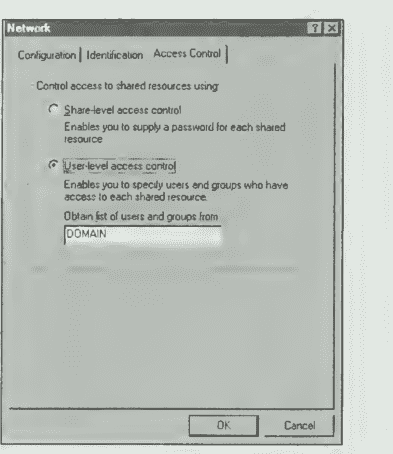 Network
Configuration Identification Access Control
Control access to shared resources using:
Share-level access control
Enables you to supply a password for each shared
resource
User-level access control
Enables you to specify users and groups who have
access to each shared resource.
Obtain list of users and groups from
DOMAIN
OK Cancel